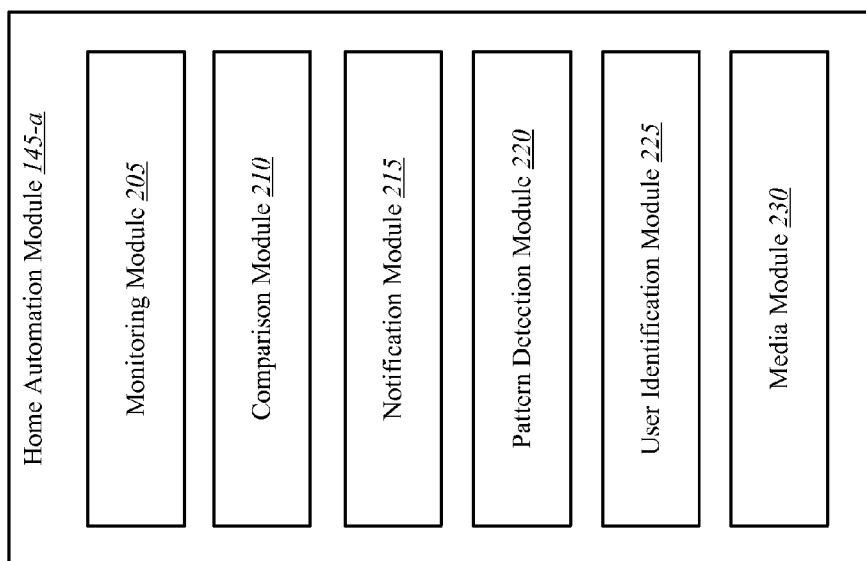 Home Automation Module 145-a
Monitoring Module 205
Comparison Module 210
Notification Module 215
Pattern Detection Module 220
User Identification Module 225
Media Module 230